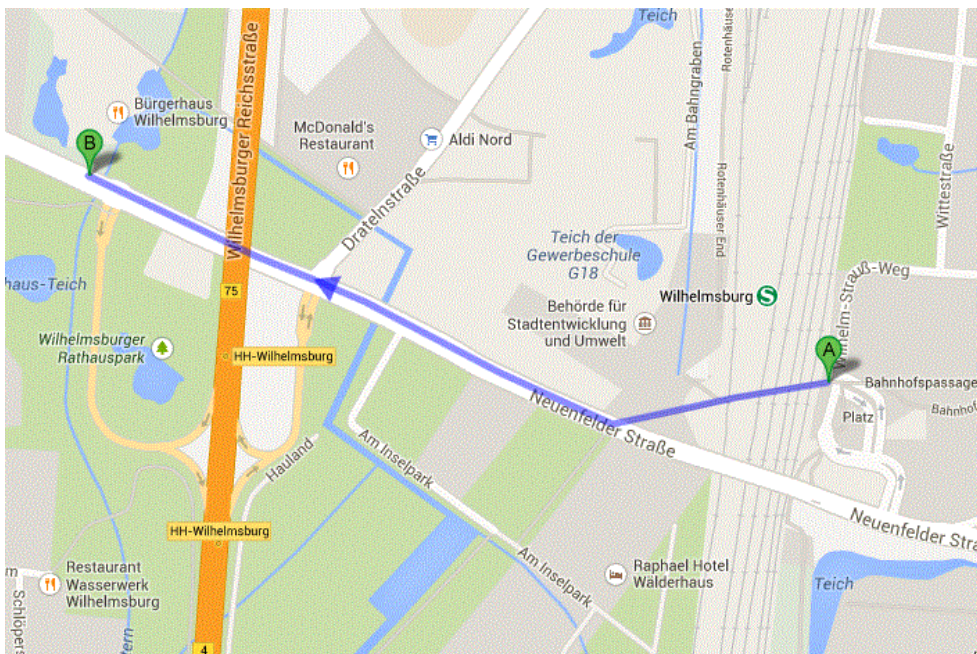 Teich
Rotenhäuser
Am Bahngraben
Wilhelmsburger Reichsstraße
Bürgerhaus
Wilhelmsburg
McDonald's
Restaurant
Aldi Nord
B
Dratelnstraße
Teich
Wittestraße
Rotenhäuser End
Teich der
Gewerbeschule
G18
haus-Teich
75
Wilhelmsburg
S
Wilhelm-Strauß-Weg
Behörde für
Stadtentwicklung
und Umwelt
Wilhelmsburger
Rathauspark
HH-Wilhelmsburg
A
Bahnhofspassage
Bahnhof
Platz
Neuenfelder Straße
Am Inselpark
Hauland
Neuenfelder Stra
HH-Wilhelmsburg
Am Inselpark
Raphael Hotel
Wälderhaus
Teich
Restaurant
Wasserwerk
Wilhelmsburg
m
Schlöpers
tern
4